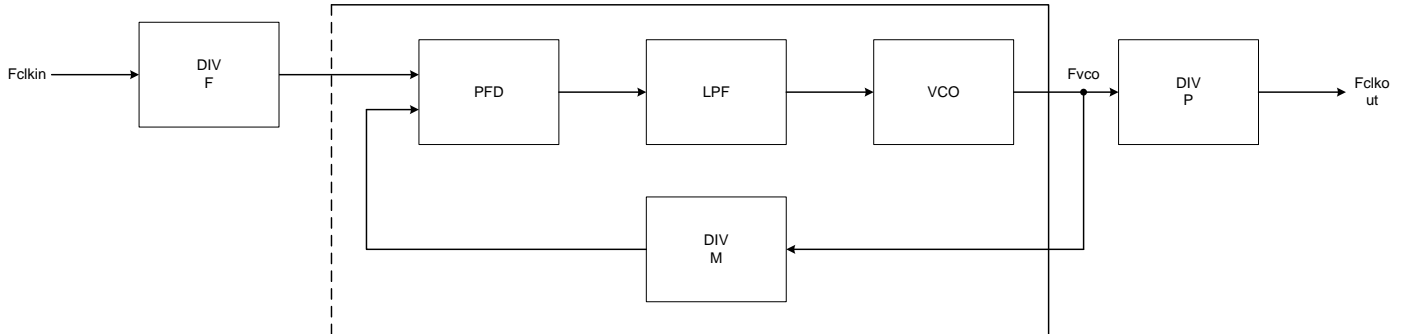 Fclkin
DIV
F
PFD
LPF
VCO
Fvco
DIV
P
Fclko
ut
DIV
M